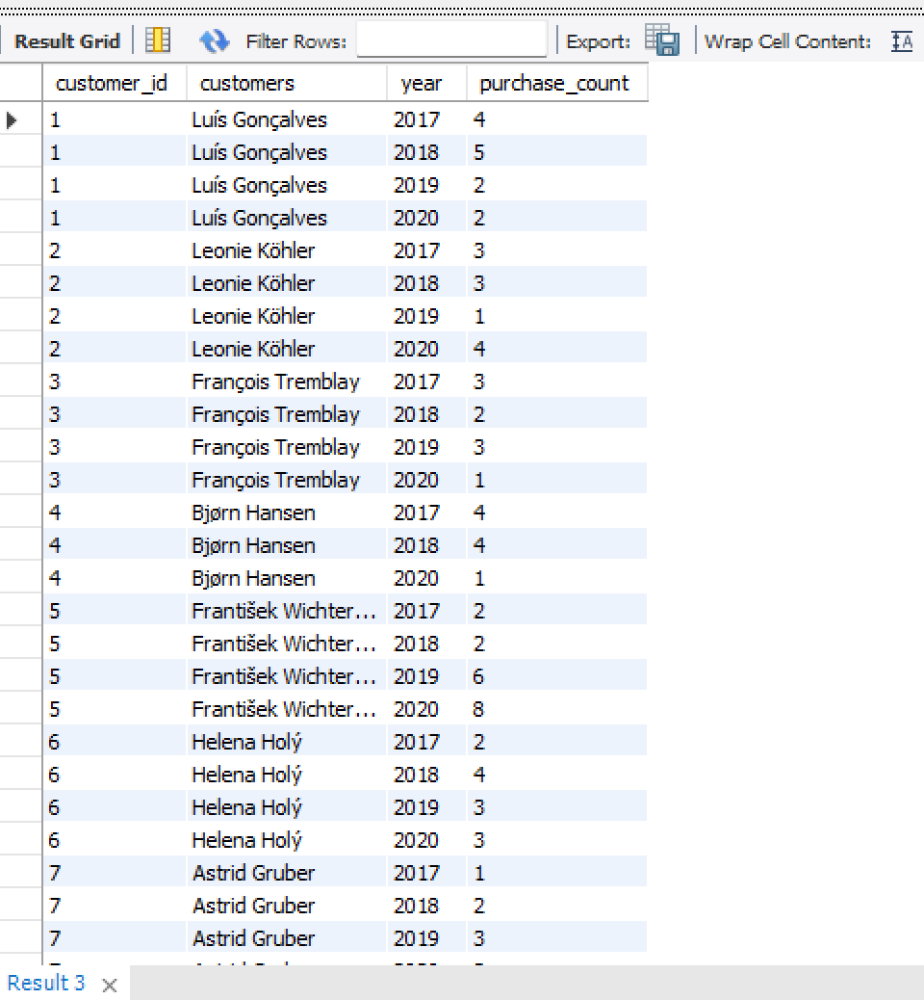 Result Grid Filter Rows: Export: Wrap Cell Content: IA
customer_id customers year purchase_count
1 Luís Gonçalves 2017 4
1 Luís Gonçalves 2018 5
1 Luís Gonçalves 2019 2
1 Luís Gonçalves 2020 2
2 Leonie Köhler 2017 3
2 Leonie Köhler 2018 3
2 Leonie Köhler 2019 1
2 Leonie Köhler 2020 4
3 François Tremblay 2017 3
3 François Tremblay 2018 2
3 François Tremblay 2019 3
3 François Tremblay 2020 1
4 Bjørn Hansen 2017 4
4 Bjørn Hansen 2018 4
4 Bjørn Hansen 2020 1
5 František Wichter... 2017 2
5 František Wichter... 2018 2
5 František Wichter... 2019 6
5 František Wichter... 2020 8
6 Helena Holý 2017 2
6 Helena Holý 2018 4
6 Helena Holý 2019 3
6 Helena Holý 2020 3
7 Astrid Gruber 2017 1
7 Astrid Gruber 2018 2
7 Astrid Gruber 2019 3
Result 3